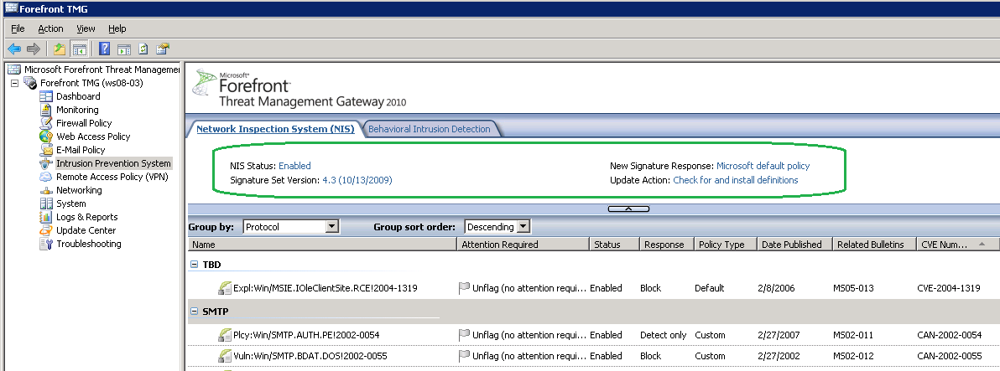 Forefront TMG
File Action View Help
Microsoft Forefront Threat Manageme
Forefront TMG (ws08-03)
Dashboard
Monitoring
Firewall Policy
Web Access Policy
E-Mail Policy
Intrusion Prevention System
Remote Access Policy (VPN)
Networking
System
Logs & Reports
Update Center
Troubleshooting
Microsoft®
Forefront™
Threat Management Gateway 2010
Network Inspection System (NIS) Behavioral Intrusion Detection
NIS Status: Enabled New Signature Response: Microsoft default policy
Signature Set Version: 4.3 (10/13/2009) Update Action: Check for and install definitions
Group by: Protocol Group sort order: Descending
Name Attention Required Status Response Policy Type Date Published Related Bulletins CVE Num...
TBD
Expl:Win/MSIE.IOleClientSite.RCE!2004-1319 Unflag (no attention requi... Enabled Block Default 2/8/2006 MS05-013 CVE-2004-1319
SMTP
Plcy:Win/SMTP.AUTH.PE!2002-0054 Unflag (no attention requi... Enabled Detect only Custom 2/27/2007 MS02-011 CAN-2002-0054
Vuln:Win/SMTP.BDAT.DOS!2002-0055 Unflag (no attention requi... Enabled Block Custom 2/27/2002 MS02-012 CAN-2002-0055